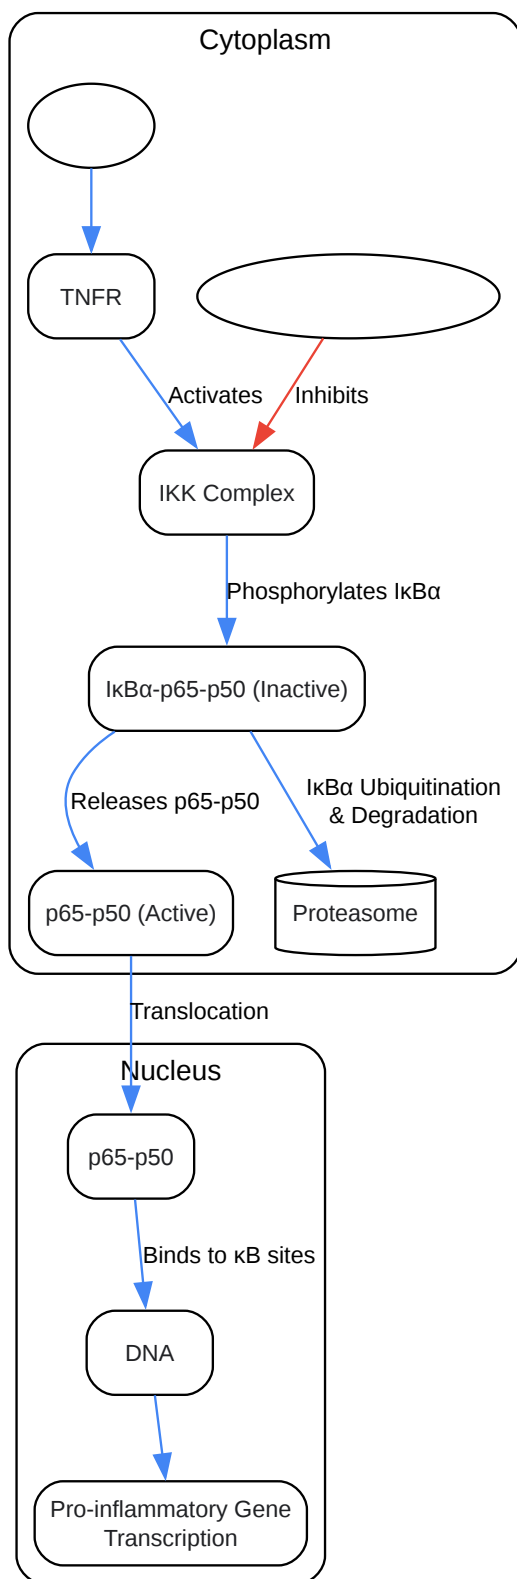 Cytoplasm
TNFR
Activates
Inhibits
IKK Complex
Phosphorylates IκBα
IκBα-p65-p50 (Inactive)
Releases p65-p50
IκBα Ubiquitination
& Degradation
p65-p50 (Active)
Proteasome
Translocation
Nucleus
p65-p50
Binds to κB sites
DNA
Pro-inflammatory Gene
Transcription